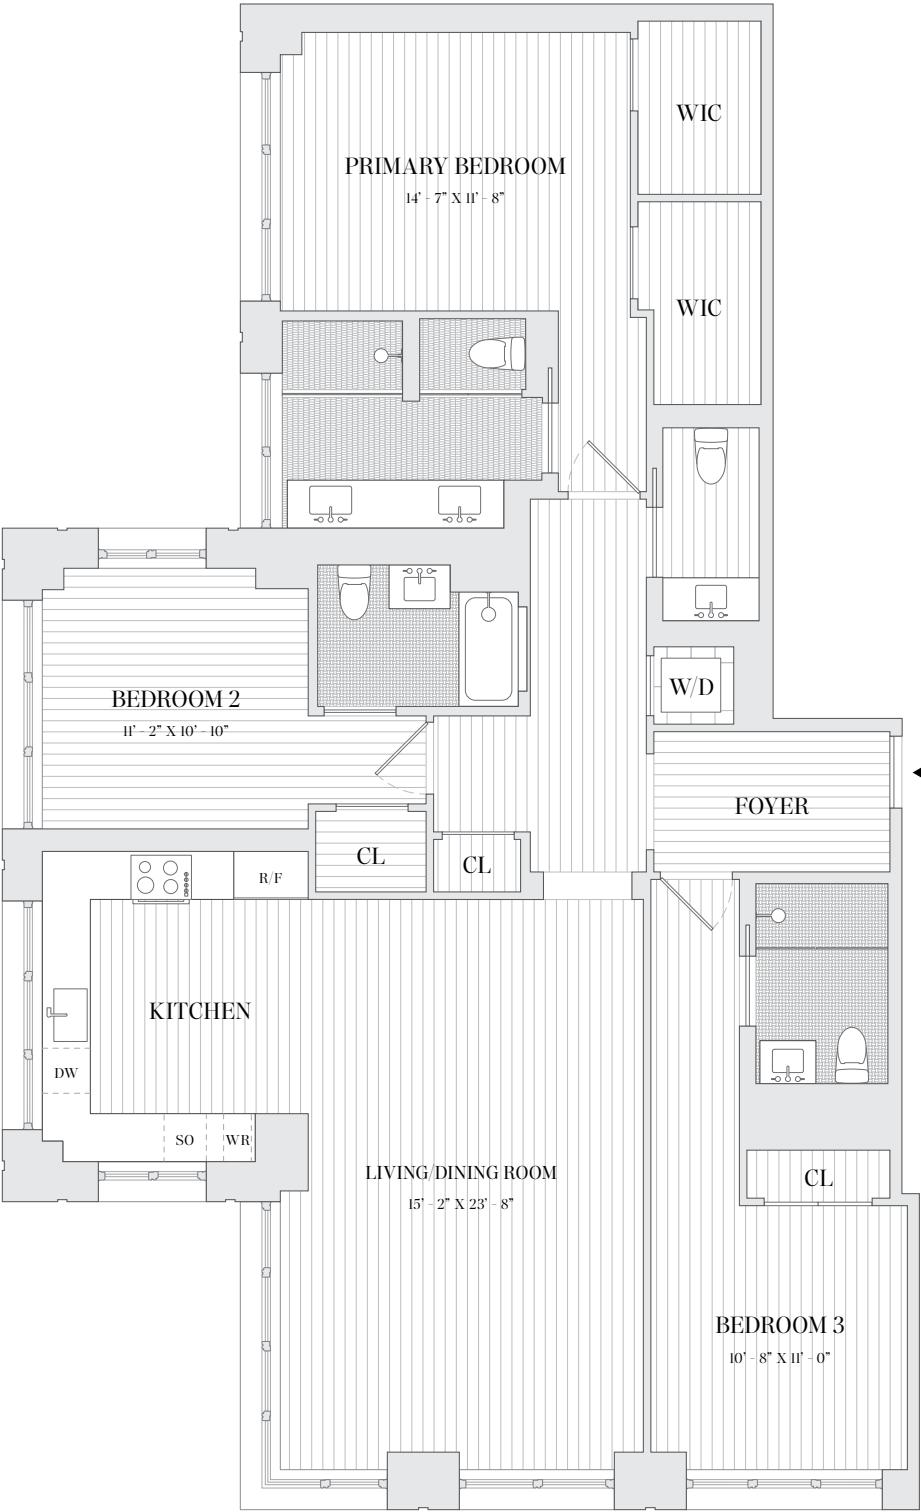 WIC
PRIMARY BEDROOM
14' - 7" X 11' - 8"
WIC
W/D
BEDROOM 2
11' - 2" X 10' - 10"
FOYER
CL
CL
R/F
KITCHEN
DW
SO
WR
LIVING/DINING ROOM
15' - 2" X 23' - 8"
CL
BEDROOM 3
10' - 8" X 11' - 0"